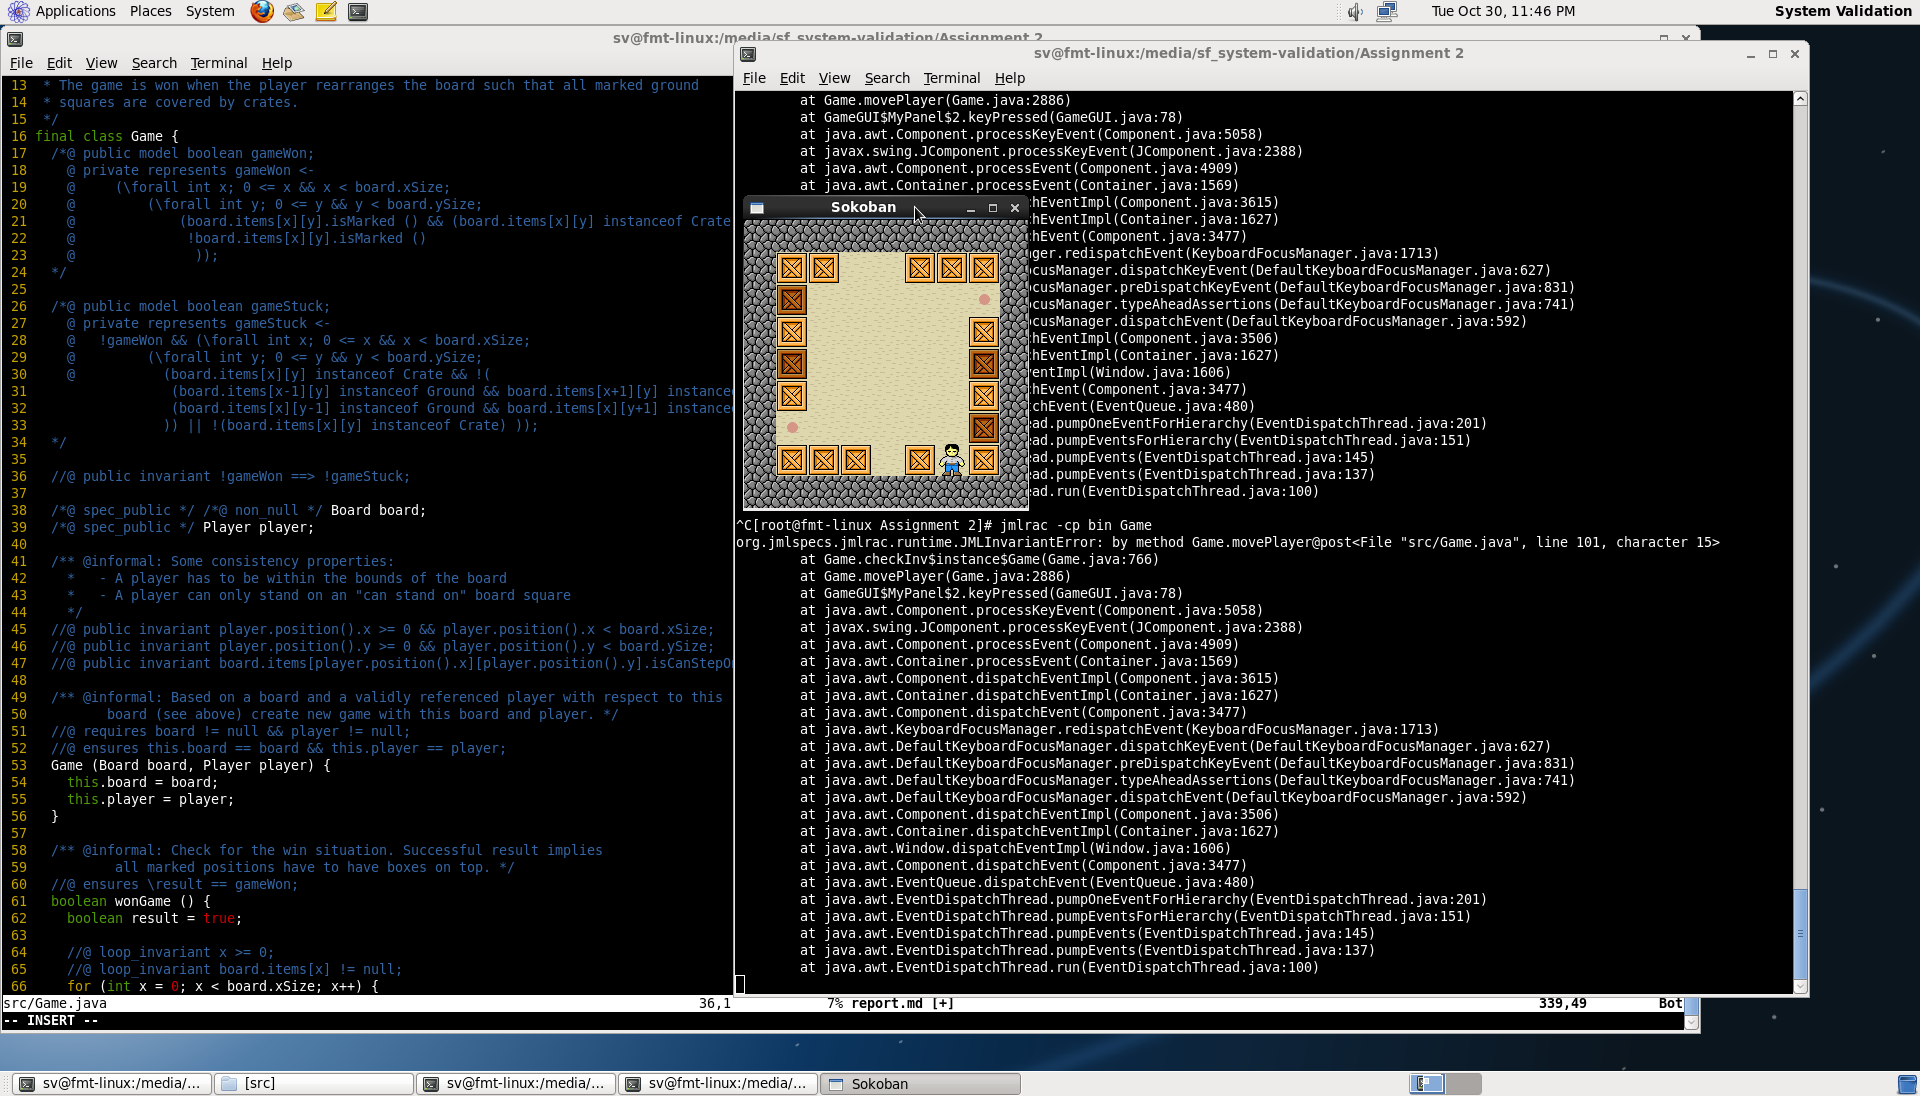 Applications Places System
Tue Oct 30, 11:46 PM
System Validation
sv@fmt-linux:/media/sf_system-validation/Assignment 2
File Edit View Search Terminal Help
13 * The game is won when the player rearranges the board such that all marked ground
14 * squares are covered by crates.
15 */
16 final class Game {
17 /*@ public model boolean gameWon;
18 @ private represents gameWon <-
19 @ (\forall int x; 0 <= x && x < board.xSize;
20 @ (\forall int y; 0 <= y && y < board.ySize;
21 @ (board.items[x][y].isMarked () && (board.items[x][y] instanceof Crate
22 @ !board.items[x][y].isMarked ()
23 @ ));
24 */
25
26 /*@ public model boolean gameStuck;
27 @ private represents gameStuck <-
28 @ !gameWon && (\forall int x; 0 <= x && x < board.xSize;
29 @ (\forall int y; 0 <= y && y < board.ySize;
30 @ (board.items[x][y] instanceof Crate && !(
31 (board.items[x-1][y] instanceof Ground && board.items[x+1][y] instance
32 (board.items[x][y-1] instanceof Ground && board.items[x][y+1] instance
33 )) || !(board.items[x][y] instanceof Crate) ));
34 */
35
36 //@ public invariant !gameWon ==> !gameStuck;
37
38 /*@ spec_public */ /*@ non_null */ Board board;
39 /*@ spec_public */ Player player;
40
41 /** @informal: Some consistency properties:
42 * - A player has to be within the bounds of the board
43 * - A player can only stand on an "can stand on" board square
44 */
45 //@ public invariant player.position().x >= 0 && player.position().x < board.xSize;
46 //@ public invariant player.position().y >= 0 && player.position().y < board.ySize;
47 //@ public invariant board.items[player.position().x][player.position().y].isCanStepO
48
49 /** @informal: Based on a board and a validly referenced player with respect to this
50 board (see above) create new game with this board and player. */
51 //@ requires board != null && player != null;
52 //@ ensures this.board == board && this.player == player;
53 Game (Board board, Player player) {
54 this.board = board;
55 this.player = player;
56 }
57
58 /** @informal: Check for the win situation. Successful result implies
59 all marked positions have to have boxes on top. */
60 //@ ensures \result == gameWon;
61 boolean wonGame () {
62 boolean result = true;
63
64 //@ loop_invariant x >= 0;
65 //@ loop_invariant board.items[x] != null;
66 for (int x = 0; x < board.xSize; x++) {
src/Game.java 36,1 7% report.md [+] 339,49 Bot
-- INSERT --
sv@fmt-linux:/media/sf_system-validation/Assignment 2
File Edit View Search Terminal Help
at Game.movePlayer(Game.java:2886)
at GameGUI$MyPanel$2.keyPressed(GameGUI.java:78)
at java.awt.Component.processKeyEvent(Component.java:5058)
at javax.swing.JComponent.processKeyEvent(JComponent.java:2388)
at java.awt.Component.processEvent(Component.java:4909)
at java.awt.Container.processEvent(Container.java:1569)
hEventImpl(Component.java:3615)
hEventImpl(Container.java:1627)
hEvent(Component.java:3477)
ger.redispatchEvent(KeyboardFocusManager.java:1713)
cusManager.dispatchKeyEvent(DefaultKeyboardFocusManager.java:627)
cusManager.preDispatchKeyEvent(DefaultKeyboardFocusManager.java:831)
cusManager.typeAheadAssertions(DefaultKeyboardFocusManager.java:741)
cusManager.dispatchEvent(DefaultKeyboardFocusManager.java:592)
hEventImpl(Component.java:3506)
hEventImpl(Container.java:1627)
ventImpl(Window.java:1606)
hEvent(Component.java:3477)
chEvent(EventQueue.java:480)
ead.pumpOneEventForHierarchy(EventDispatchThread.java:201)
ead.pumpEventsForHierarchy(EventDispatchThread.java:151)
ead.pumpEvents(EventDispatchThread.java:145)
ead.pumpEvents(EventDispatchThread.java:137)
ead.run(EventDispatchThread.java:100)
Sokoban
^C[root@fmt-linux Assignment 2]# jmlrac -cp bin Game
org.jmlspecs.jmlrac.runtime.JMLInvariantError: by method Game.movePlayer@post<File "src/Game.java", line 101, character 15>
at Game.checkInv$instance$Game(Game.java:766)
at Game.movePlayer(Game.java:2886)
at GameGUI$MyPanel$2.keyPressed(GameGUI.java:78)
at java.awt.Component.processKeyEvent(Component.java:5058)
at javax.swing.JComponent.processKeyEvent(JComponent.java:2388)
at java.awt.Component.processEvent(Component.java:4909)
at java.awt.Container.processEvent(Container.java:1569)
at java.awt.Component.dispatchEventImpl(Component.java:3615)
at java.awt.Container.dispatchEventImpl(Container.java:1627)
at java.awt.Component.dispatchEvent(Component.java:3477)
at java.awt.KeyboardFocusManager.redispatchEvent(KeyboardFocusManager.java:1713)
at java.awt.DefaultKeyboardFocusManager.dispatchKeyEvent(DefaultKeyboardFocusManager.java:627)
at java.awt.DefaultKeyboardFocusManager.preDispatchKeyEvent(DefaultKeyboardFocusManager.java:831)
at java.awt.DefaultKeyboardFocusManager.typeAheadAssertions(DefaultKeyboardFocusManager.java:741)
at java.awt.DefaultKeyboardFocusManager.dispatchEvent(DefaultKeyboardFocusManager.java:592)
at java.awt.Component.dispatchEventImpl(Component.java:3506)
at java.awt.Container.dispatchEventImpl(Container.java:1627)
at java.awt.Window.dispatchEventImpl(Window.java:1606)
at java.awt.Component.dispatchEvent(Component.java:3477)
at java.awt.EventQueue.dispatchEvent(EventQueue.java:480)
at java.awt.EventDispatchThread.pumpOneEventForHierarchy(EventDispatchThread.java:201)
at java.awt.EventDispatchThread.pumpEventsForHierarchy(EventDispatchThread.java:151)
at java.awt.EventDispatchThread.pumpEvents(EventDispatchThread.java:145)
at java.awt.EventDispatchThread.pumpEvents(EventDispatchThread.java:137)
at java.awt.EventDispatchThread.run(EventDispatchThread.java:100)
sv@fmt-linux:/media/... [src] sv@fmt-linux:/media/... sv@fmt-linux:/media/... Sokoban